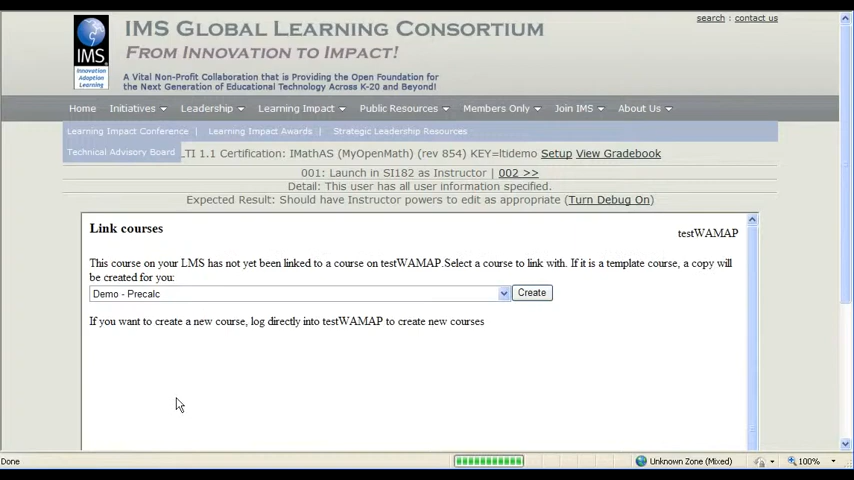 search : contact us
IMS GLOBAL LEARNING CONSORTIUM
FROM INNOVATION TO IMPACT!
IMS
Innovation
Adoption
Learning
A Vital Non-Profit Collaboration that is Providing the Open Foundation for
the Next Generation of Educational Technology Across K-20 and Beyond!
Home Initiatives Leadership Learning Impact Public Resources Members Only Join IMS About Us
Learning Impact Conference | Learning Impact Awards | Strategic Leadership Resources
Technical Advisory Board
LTI 1.1 Certification: IMathAS (MyOpenMath) (rev 854) KEY=ltidemo Setup View Gradebook
001: Launch in SI182 as Instructor | 002 >>
Detail: This user has all user information specified.
Expected Result: Should have Instructor powers to edit as appropriate (Turn Debug On)
Link courses
testWAMAP
This course on your LMS has not yet been linked to a course on testWAMAP.Select a course to link with. If it is a template course, a copy will
be created for you:
Demo - Precalc Create
If you want to create a new course, log directly into testWAMAP to create new courses
Done Unknown Zone (Mixed) 100%